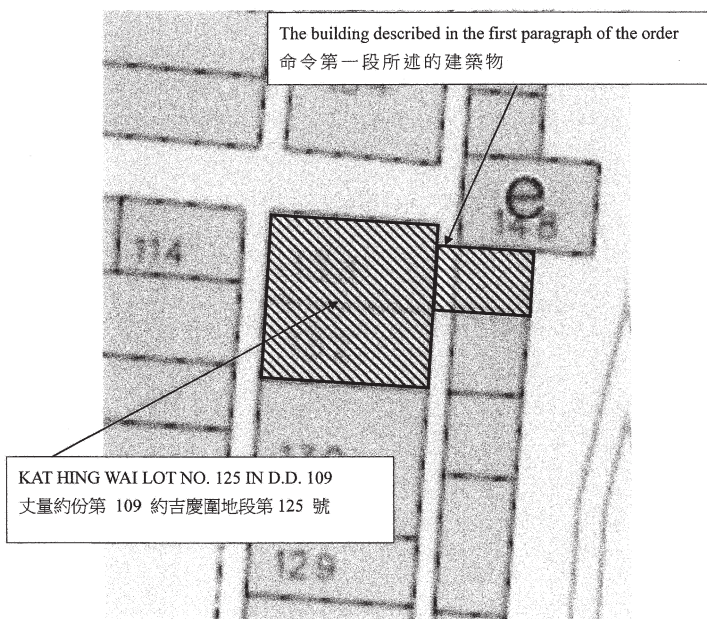 The building described in the first paragraph of the order
命令第一段所述的建築物
e
148
114
KAT HING WAI LOT NO. 125 IN D.D. 109
丈量約份第 109 約吉慶圍地段第 125 號
129